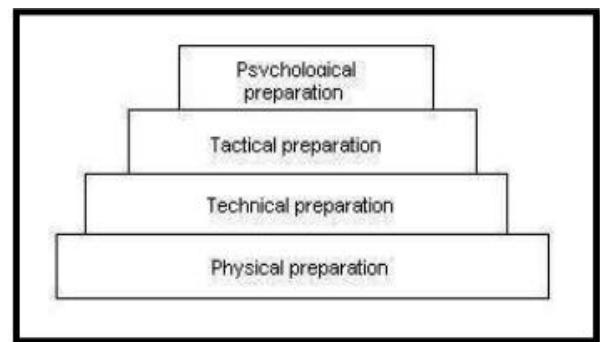 Psychological
preparation
Tactical preparation
Technical preparation
Physical preparation